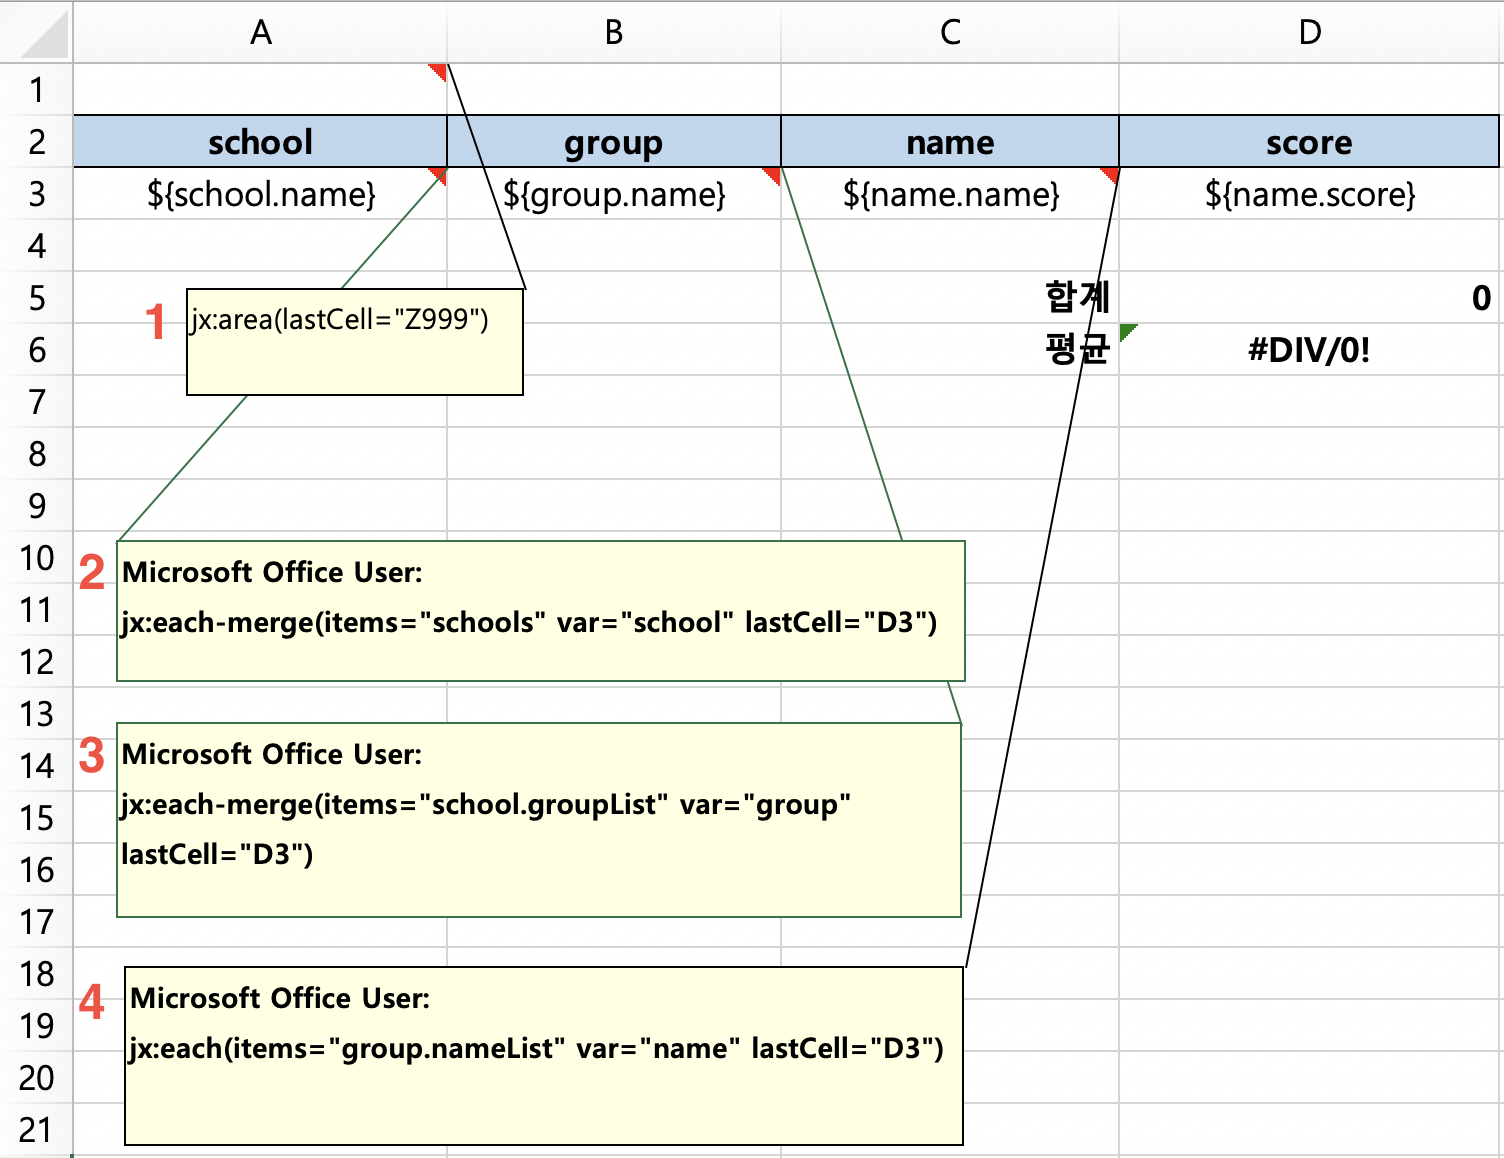 A B C D
1
2 school group name score
3 ${school.name} ${group.name} ${name.name} ${name.score}
4
5 합계 0
6 평균 #DIV/0!
7
8
9
10
11
12
13
14
15
16
17
18
19
20
21
1 jx:area(lastCell="Z999")
2 Microsoft Office User:
jx:each-merge(items="schools" var="school" lastCell="D3")
3 Microsoft Office User:
jx:each-merge(items="school.groupList" var="group"
lastCell="D3")
4 Microsoft Office User:
jx:each(items="group.nameList" var="name" lastCell="D3")